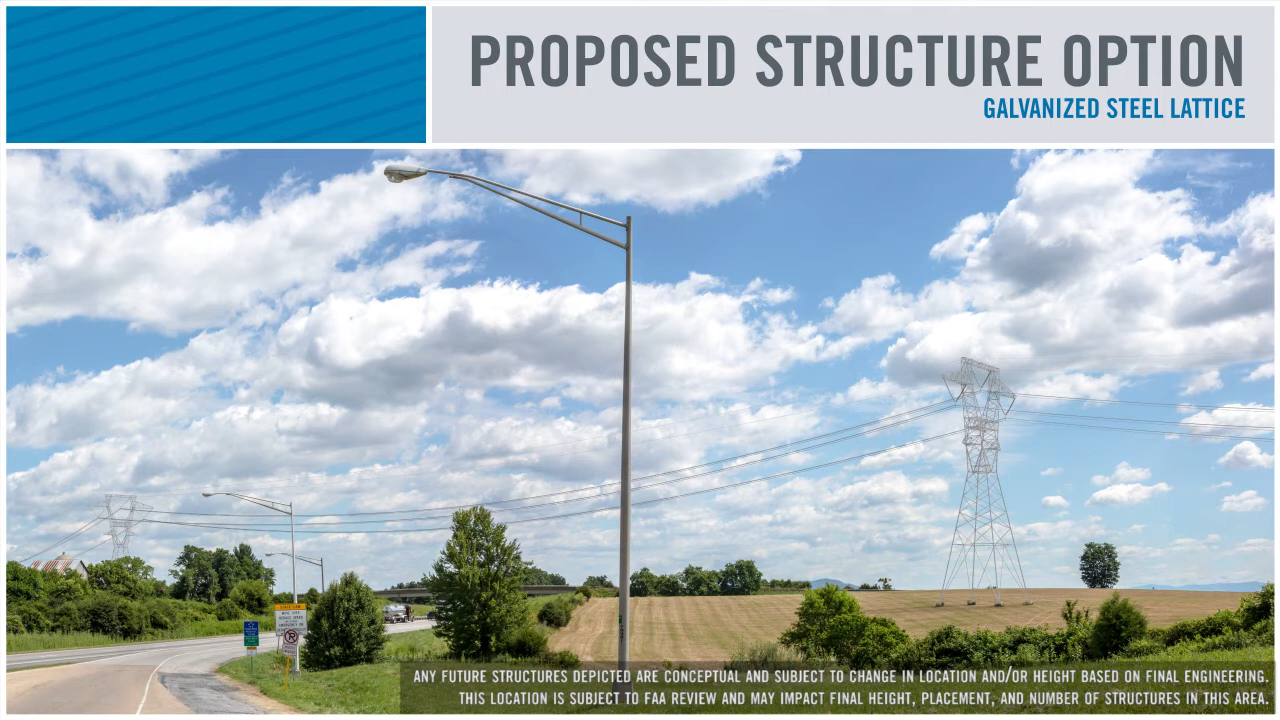 PROPOSED STRUCTURE OPTION
GALVANIZED STEEL LATTICE
STATE LAW
ANY FUTURE STRUCTURES DEPICTED ARE CONCEPTUAL AND SUBJECT TO CHANGE IN LOCATION AND/OR HEIGHT BASED ON FINAL ENGINEERING.
THIS LOCATION IS SUBJECT TO FAA REVIEW AND MAY IMPACT FINAL HEIGHT, PLACEMENT, AND NUMBER OF STRUCTURES IN THIS AREA.